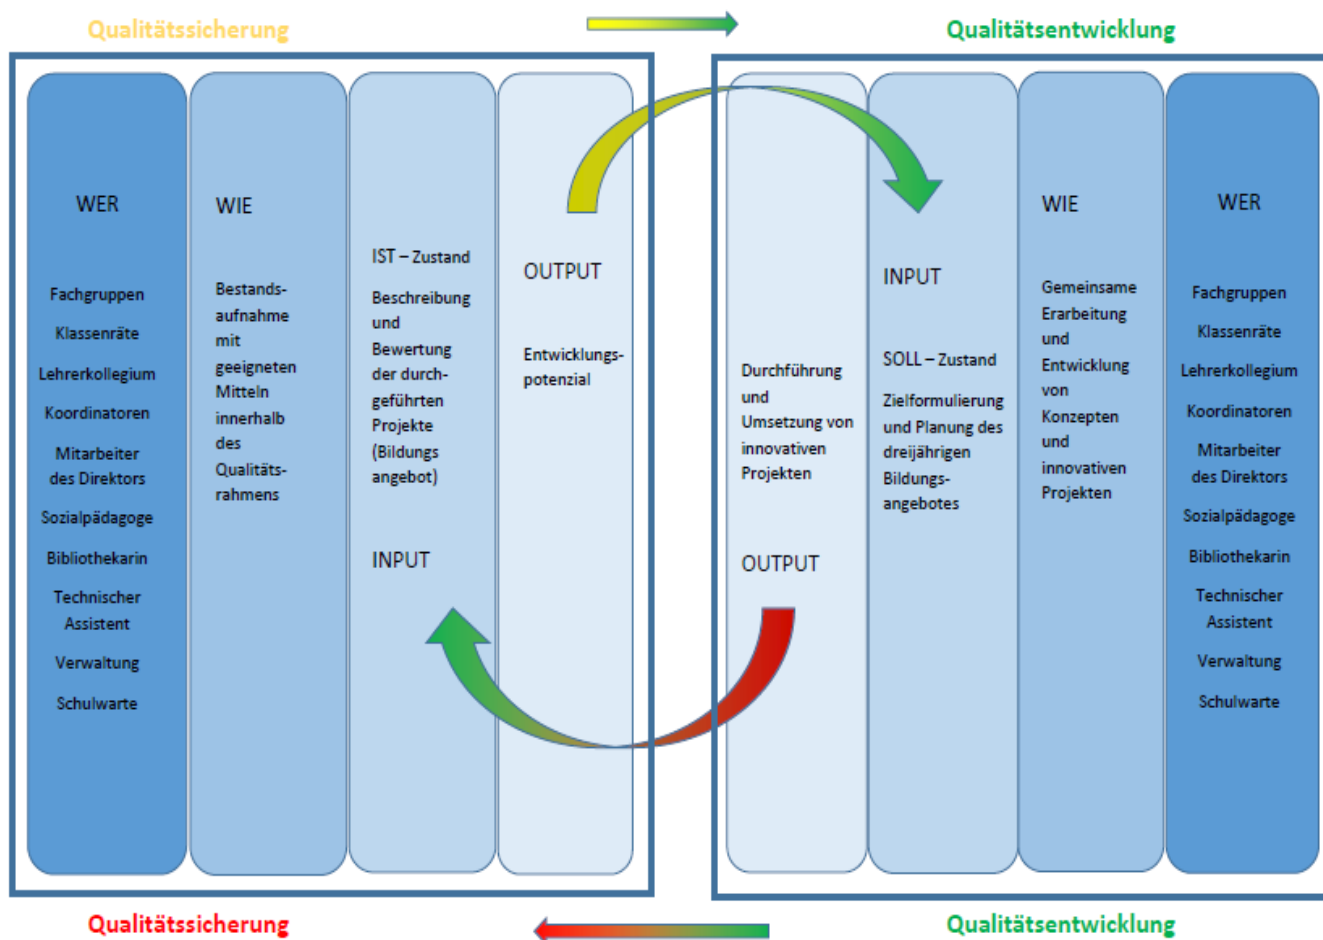 Qualitätssicherung
Qualitätsentwicklung
WER
Fachgruppen
Klassenräte
Lehrerkollegium
Koordinatoren
Mitarbeiter
des Direktors
Sozialpädagoge
Bibliothekarin
Technischer
Assistent
Verwaltung
Schulwarte
WIE
Bestands-
aufnahme
mit
geeigneten
Mitteln
innerhalb
des
Qualitäts-
rahmens
IST – Zustand
Beschreibung
und
Bewertung
der durch-
geführten
Projekte
(Bildungs
angebot)
INPUT
OUTPUT
Entwicklungs-
potenzial
Durchführung
und
Umsetzung von
innovativen
Projekten
OUTPUT
INPUT
SOLL – Zustand
Zielformulierung
und Planung des
dreijährigen
Bildungs-
angebotes
WIE
Gemeinsame
Erarbeitung
und
Entwicklung
von
Konzepten
und
innovativen
Projekten
WER
Fachgruppen
Klassenräte
Lehrerkollegium
Koordinatoren
Mitarbeiter
des Direktors
Sozialpädagoge
Bibliothekarin
Technischer
Assistent
Verwaltung
Schulwarte
Qualitätssicherung
Qualitätsentwicklung